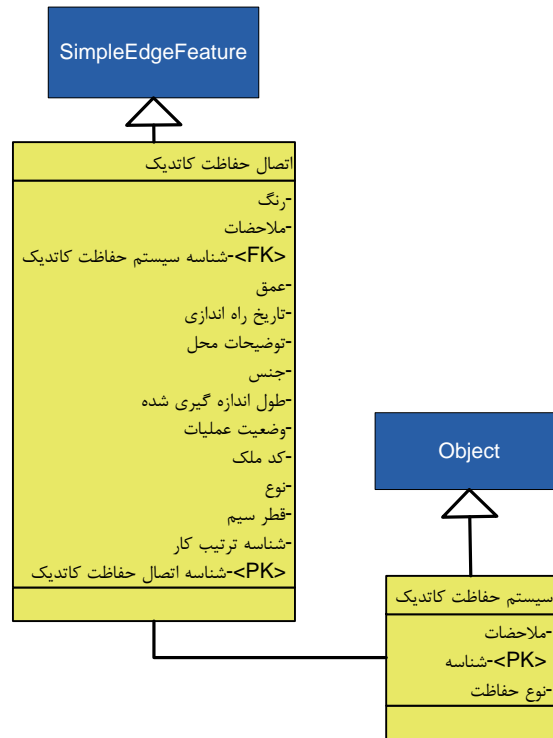 SimpleEdgeFeature
اتصال حفاظت کاتدیک
-رنگ
-ملاحضات
<FK>-شناسه سیستم حفاظت کاتدیک
-عمق
-تاریخ راه اندازی
-توضیحات محل
-جنس
-طول اندازه گیری شده
-وضعیت عملیات
-کد ملک
-نوع
-قطر سیم
-شناسه ترتیب کار
<PK>-شناسه اتصال حفاظت کاتدیک
Object
سیستم حفاظت کاتدیک
-ملاحضات
<PK>-شناسه
-نوع حفاظت